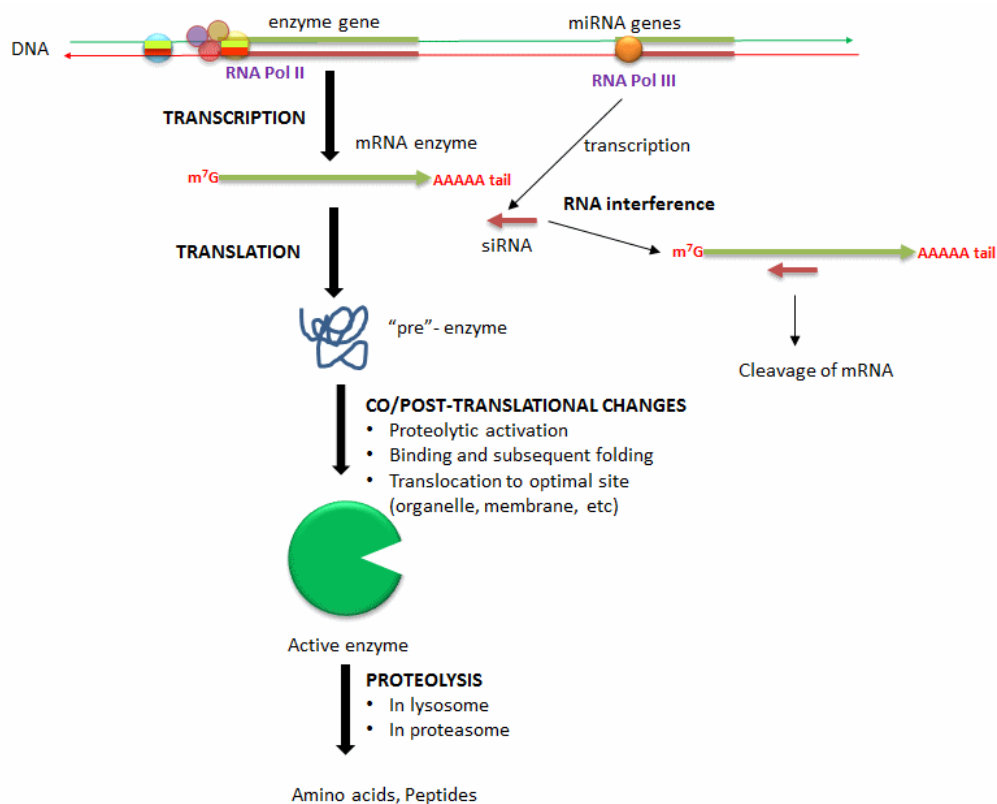 enzyme gene
miRNA genes
DNA
RNA Pol II
RNA Pol III
TRANSCRIPTION
mRNA enzyme
transcription
m⁷G
AAAAA tail
RNA interference
siRNA
m⁷G
AAAAA tail
TRANSLATION
“pre”- enzyme
Cleavage of mRNA
CO/POST-TRANSLATIONAL CHANGES
• Proteolytic activation
• Binding and subsequent folding
• Translocation to optimal site
(organelle, membrane, etc)
Active enzyme
PROTEOLYSIS
• In lysosome
• In proteasome
Amino acids, Peptides